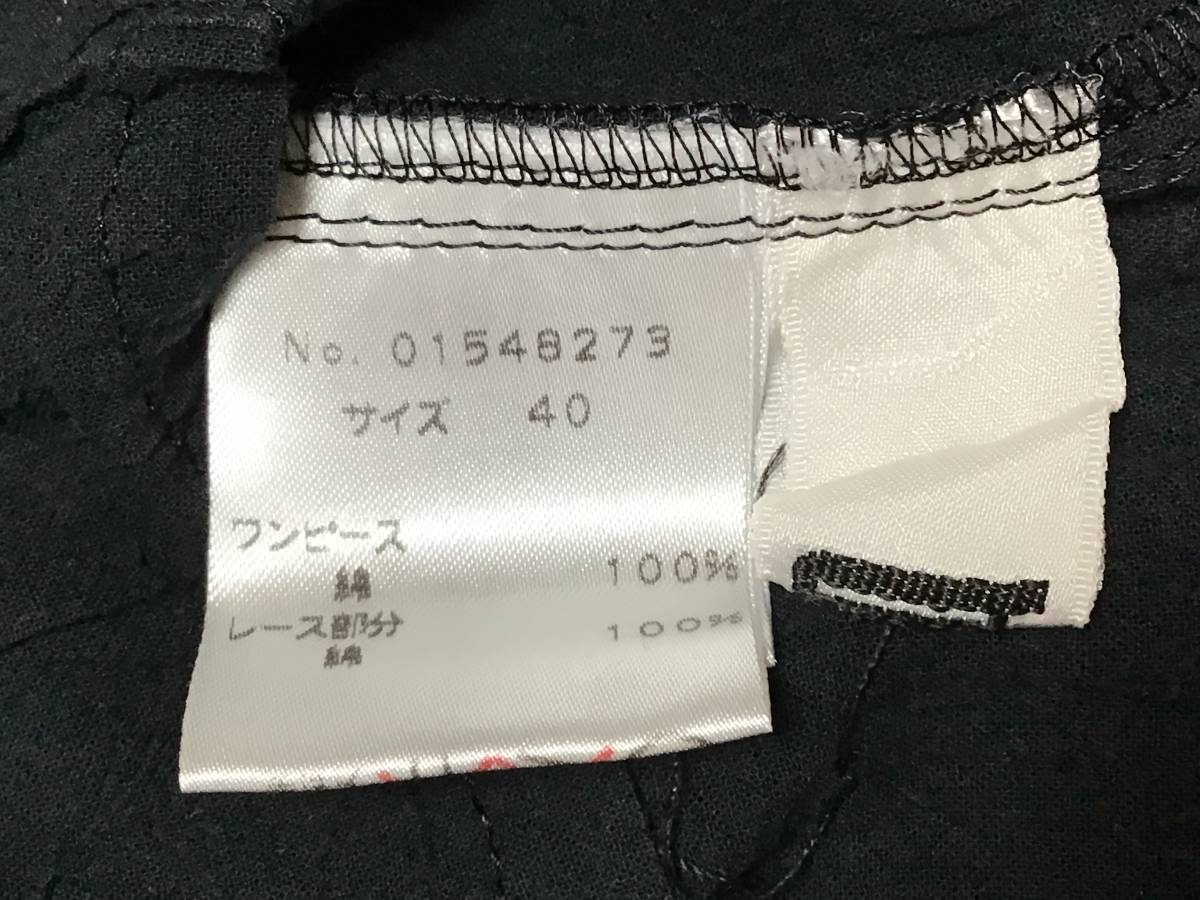 No. 01548273
サイズ 40
ワンピース
綿 100%
レース部分
綿 100%